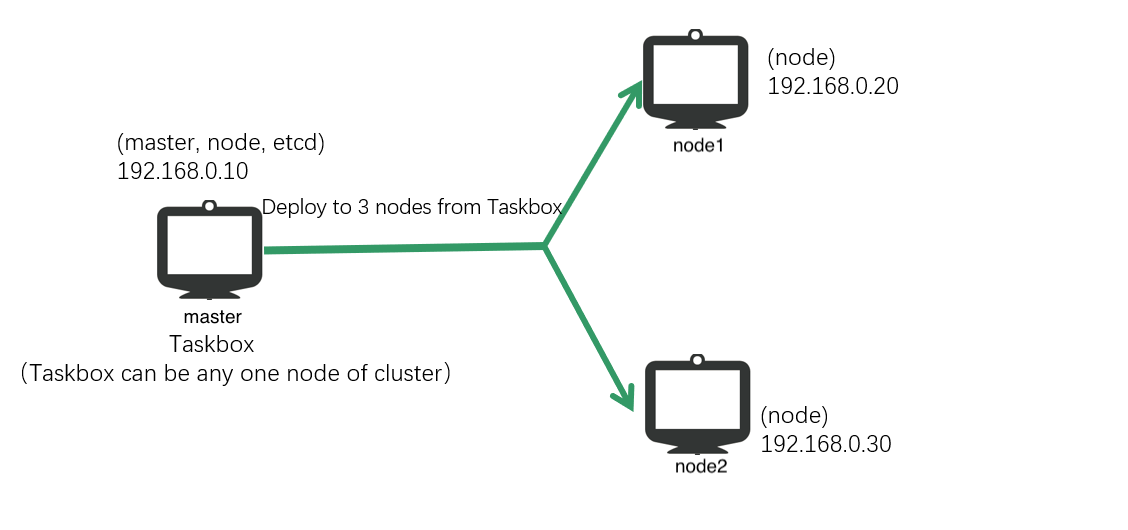 (node)
192.168.0.20
node1
(master, node, etcd)
192.168.0.10
Deploy to 3 nodes from Taskbox
master
Taskbox
（Taskbox can be any one node of cluster）
(node)
192.168.0.30
node2